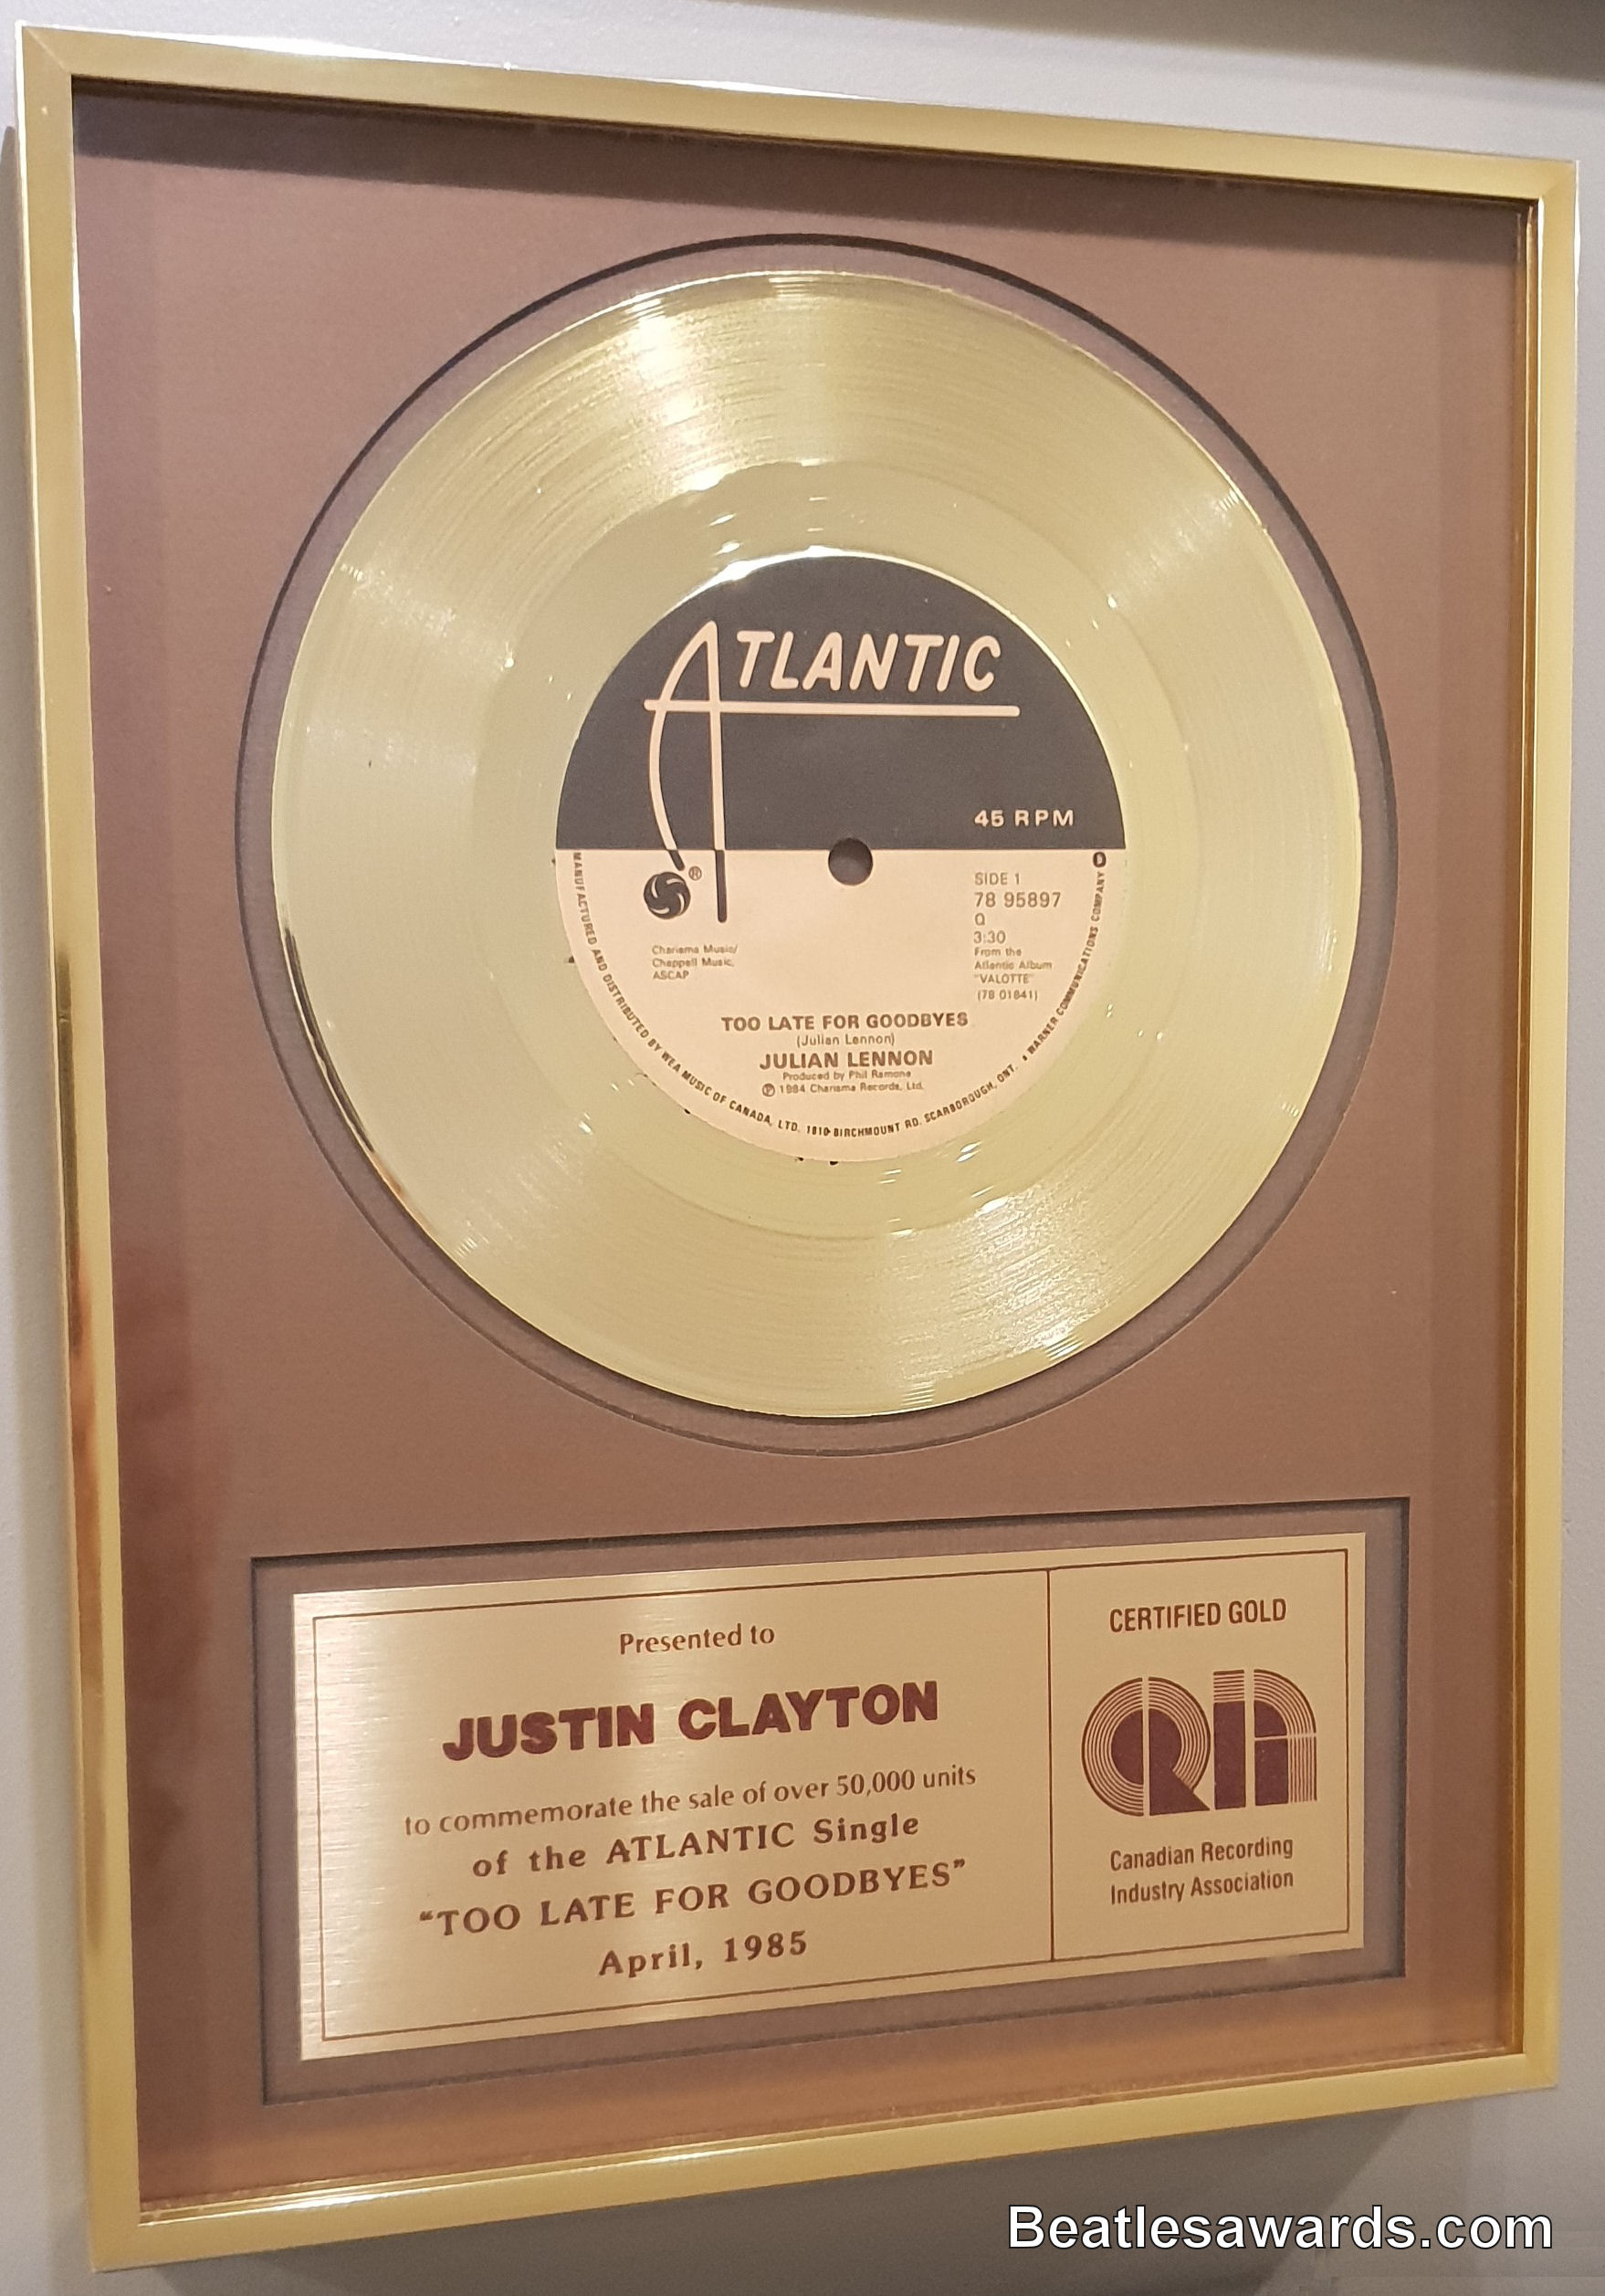 ATLANTIC
45 RPM
®
SIDE 1
78 95897
Q
3:30
From the
Atlantic Album
"VALOTTE"
(78 01841)
Charisma Music/
Chappell Music,
ASCAP
TOO LATE FOR GOODBYES
(Julian Lennon)
JULIAN LENNON
Produced by Phil Ramone
℗ 1984 Charisma Records, Ltd.
MANUFACTURED AND DISTRIBUTED BY WEA MUSIC OF CANADA, LTD. 1810 BIRCHMOUNT RD. SCARBOROUGH, ONT. • WARNER COMMUNICATIONS COMPANY
Presented to
JUSTIN CLAYTON
to commemorate the sale of over 50,000 units
of the ATLANTIC Single
“TOO LATE FOR GOODBYES”
April, 1985
CERTIFIED GOLD
Canadian Recording
Industry Association
Beatlesawards.com